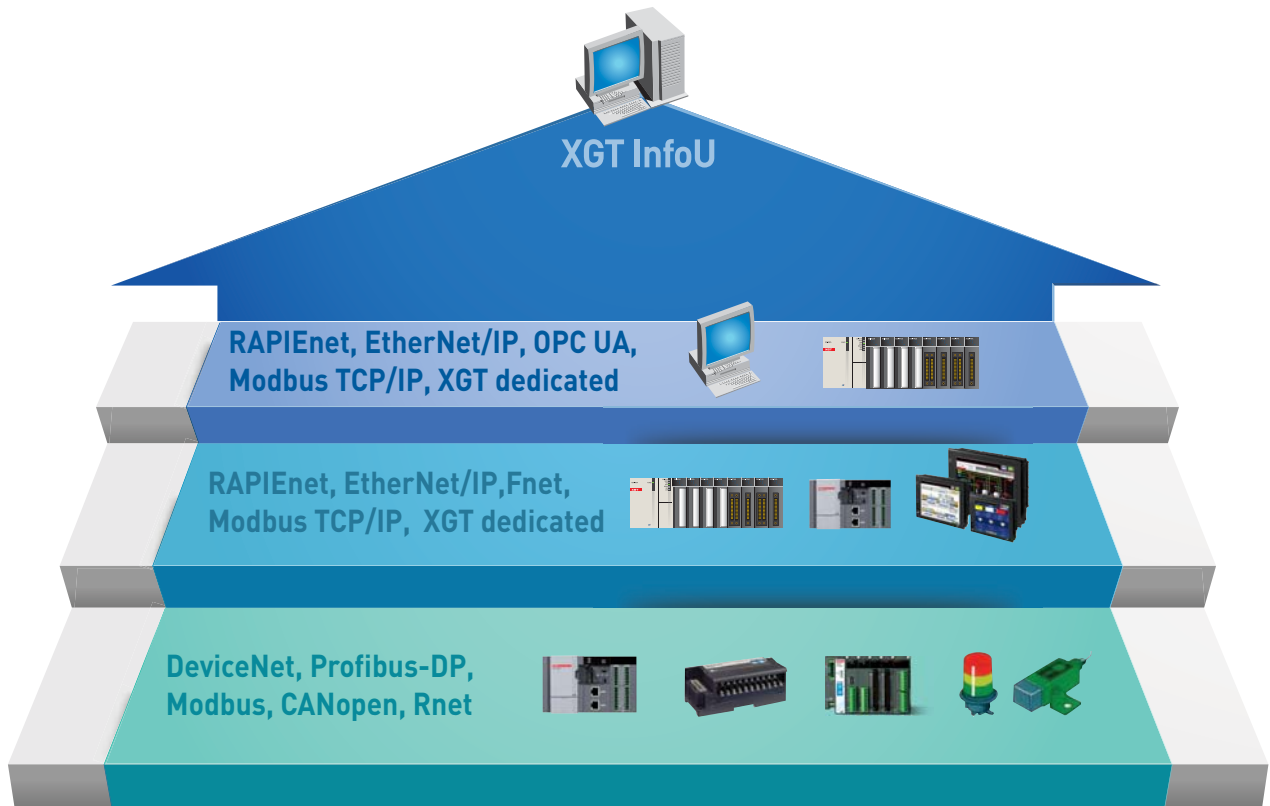 XGT InfoU
RAPIEnet, EtherNet/IP, OPC UA,
Modbus TCP/IP, XGT dedicated
RAPIEnet, EtherNet/IP,Fnet,
Modbus TCP/IP, XGT dedicated
DeviceNet, Profibus-DP,
Modbus, CANopen, Rnet